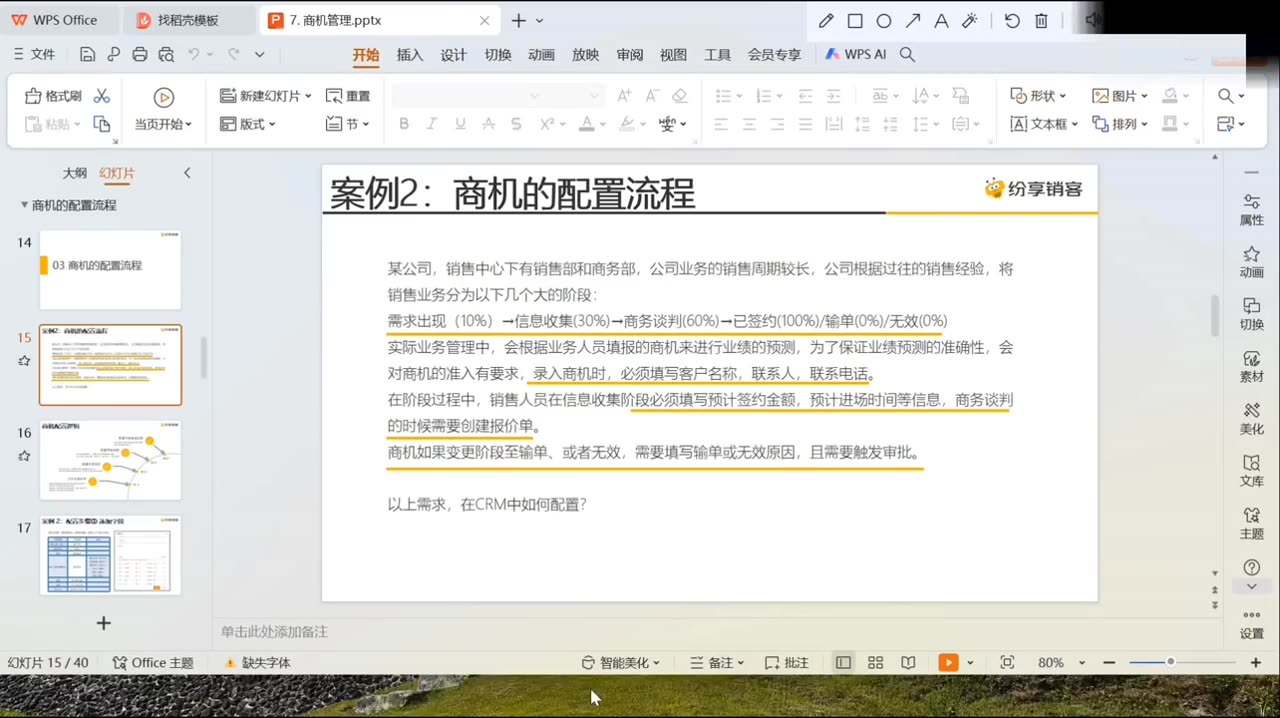 WPS Office
找稻壳模板
7. 商机管理.pptx
文件
开始
插入
设计
切换
动画
放映
审阅
视图
工具
会员专享
WPS AI
格式刷
粘贴
当页开始
新建幻灯片
版式
重置
节
形状
图片
文本框
排列
大纲
幻灯片
商机的配置流程
14
03 商机的配置流程
15
16
17
案例2：商机的配置流程
纷享销客
某公司，销售中心下有销售部和商务部，公司业务的销售周期较长，公司根据过往的销售经验，将
销售业务分为以下几个大的阶段：
需求出现（10%）→信息收集(30%)→商务谈判(60%)→已签约(100%)/输单(0%)/无效(0%)
实际业务管理中，会根据业务人员填报的商机来进行业绩的预测，为了保证业绩预测的准确性，会
对商机的准入有要求，录入商机时，必须填写客户名称，联系人，联系电话。
在阶段过程中，销售人员在信息收集阶段必须填写预计签约金额，预计进场时间等信息，商务谈判
的时候需要创建报价单。
商机如果变更阶段至输单、或者无效，需要填写输单或无效原因，且需要触发审批。
以上需求，在CRM中如何配置？
属性
动画
切换
素材
美化
文库
主题
设置
单击此处添加备注
幻灯片 15 / 40
Office 主题
缺失字体
智能美化
备注
批注
80%